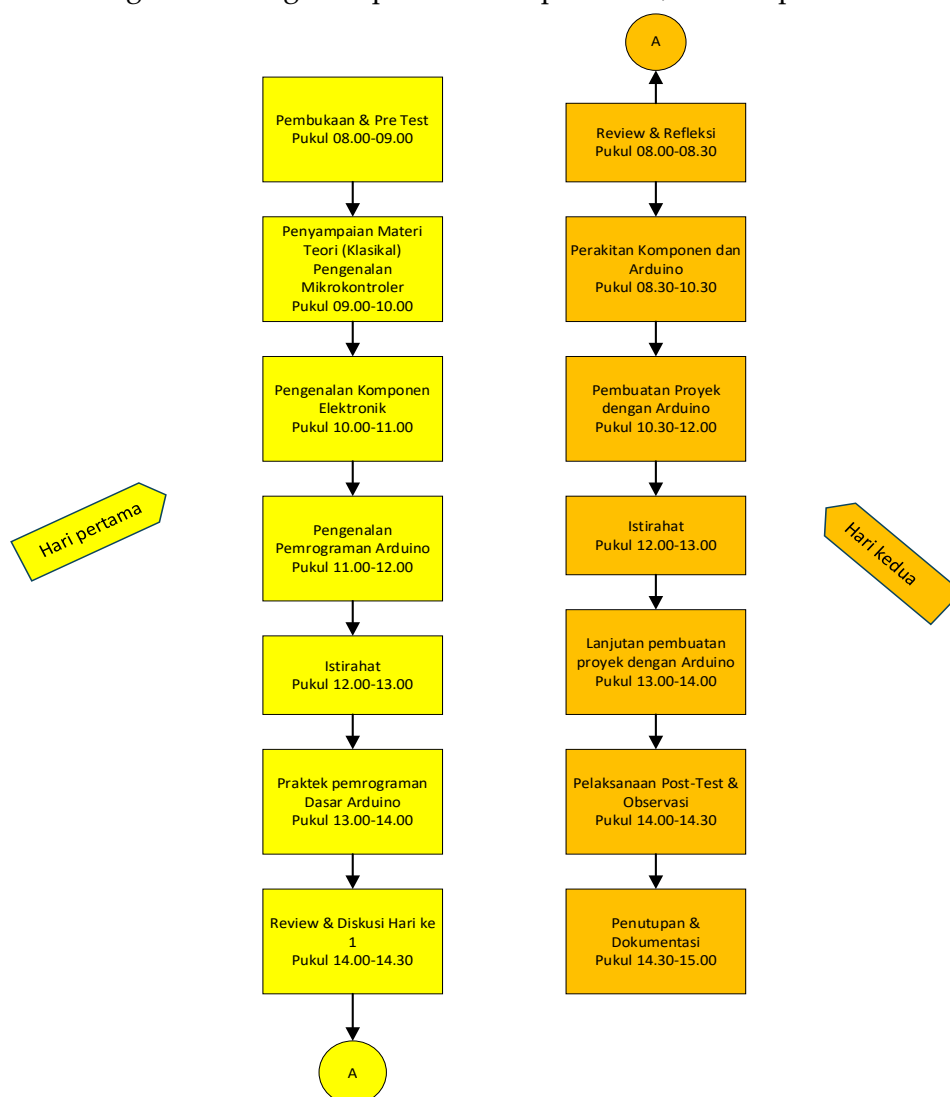 Pembukaan & Pre Test
Pukul 08.00-09.00
Penyampaian Materi
Teori (Klasikal)
Pengenalan
Mikrokontroler
Pukul 09.00-10.00
Pengenalan Komponen
Elektronik
Pukul 10.00-11.00
Pengenalan
Pemrograman Arduino
Pukul 11.00-12.00
Istirahat
Pukul 12.00-13.00
Praktek pemrograman
Dasar Arduino
Pukul 13.00-14.00
Review & Diskusi Hari ke
1
Pukul 14.00-14.30
A
Hari pertama
A
Review & Refleksi
Pukul 08.00-08.30
Perakitan Komponen dan
Arduino
Pukul 08.30-10.30
Pembuatan Proyek
dengan Arduino
Pukul 10.30-12.00
Istirahat
Pukul 12.00-13.00
Lanjutan pembuatan
proyek dengan Arduino
Pukul 13.00-14.00
Pelaksanaan Post-Test &
Observasi
Pukul 14.00-14.30
Penutupan &
Dokumentasi
Pukul 14.30-15.00
Hari kedua